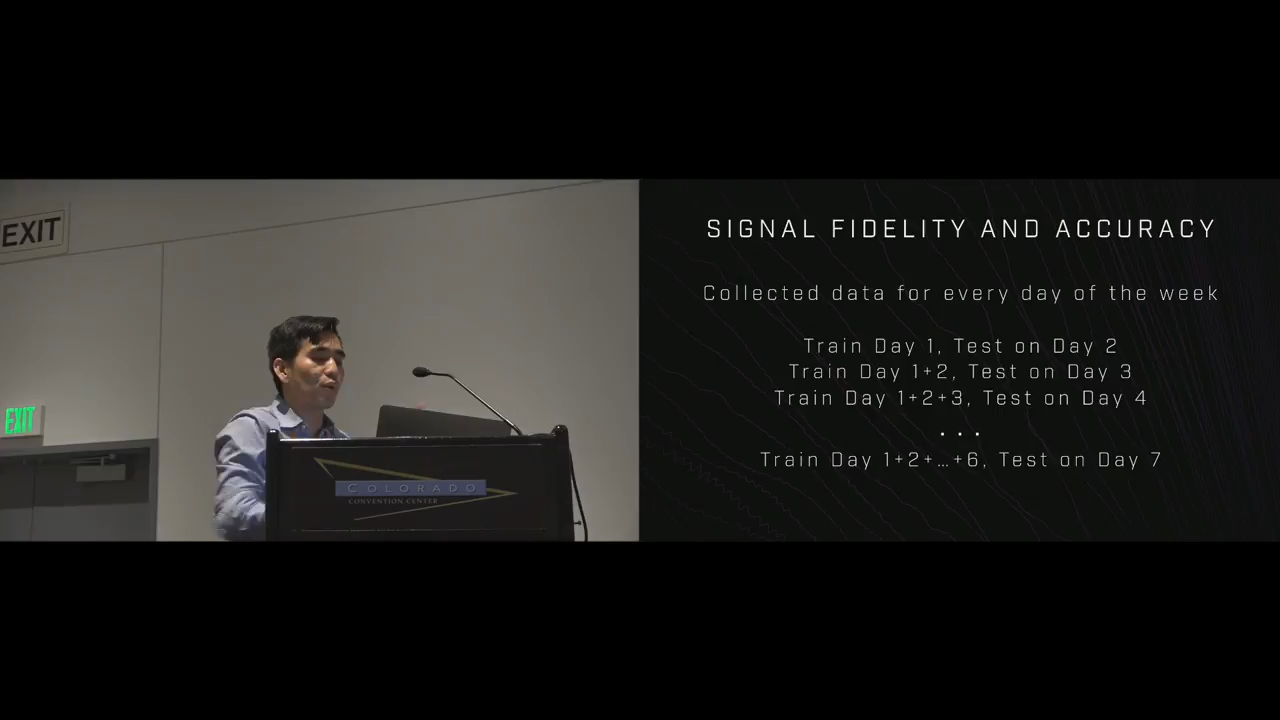 EXIT
EXIT
COLORADO
CONVENTION CENTER
SIGNAL FIDELITY AND ACCURACY
Collected data for every day of the week
Train Day 1, Test on Day 2
Train Day 1+2, Test on Day 3
Train Day 1+2+3, Test on Day 4
...
Train Day 1+2+...+6, Test on Day 7